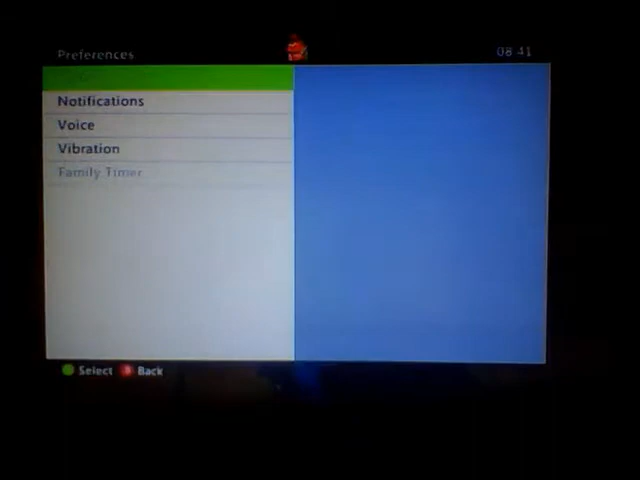 Preferences
08:41
Notifications
Voice
Vibration
Family Timer
Select
B Back